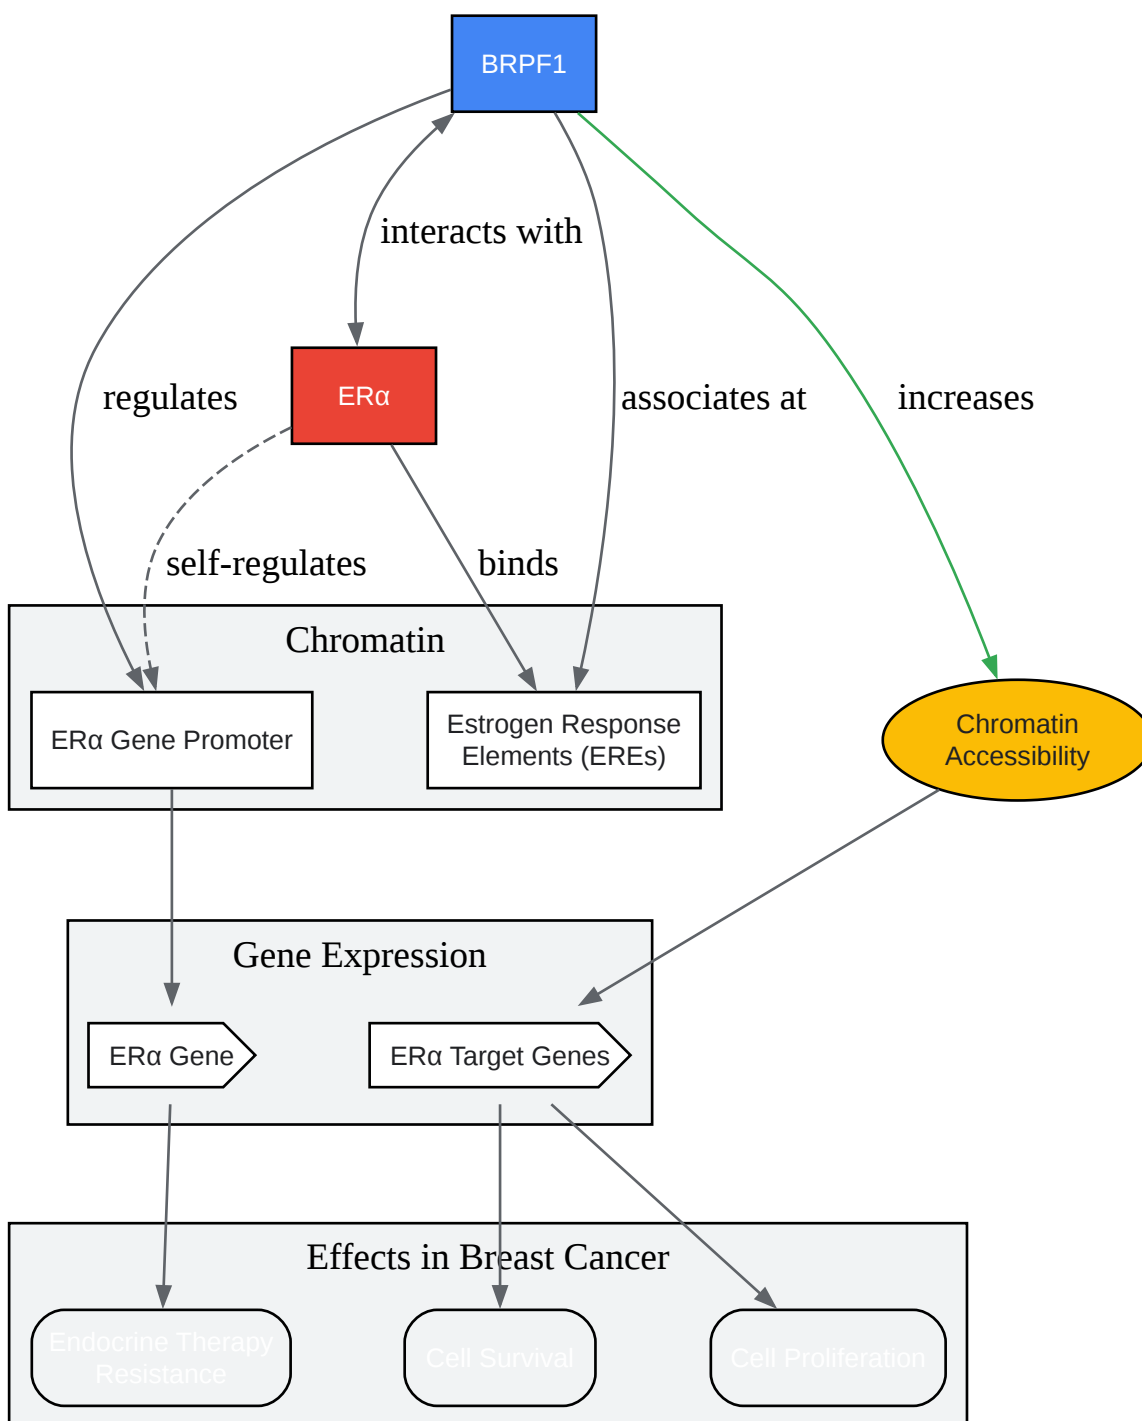 BRPF1
interacts with
ERα
regulates
associates at
increases
self-regulates
binds
Chromatin
ERα Gene Promoter
Estrogen Response
Elements (EREs)
Chromatin
Accessibility
Gene Expression
ERα Gene
ERα Target Genes
Effects in Breast Cancer
Endocrine Therapy
Resistance
Cell Survival
Cell Proliferation